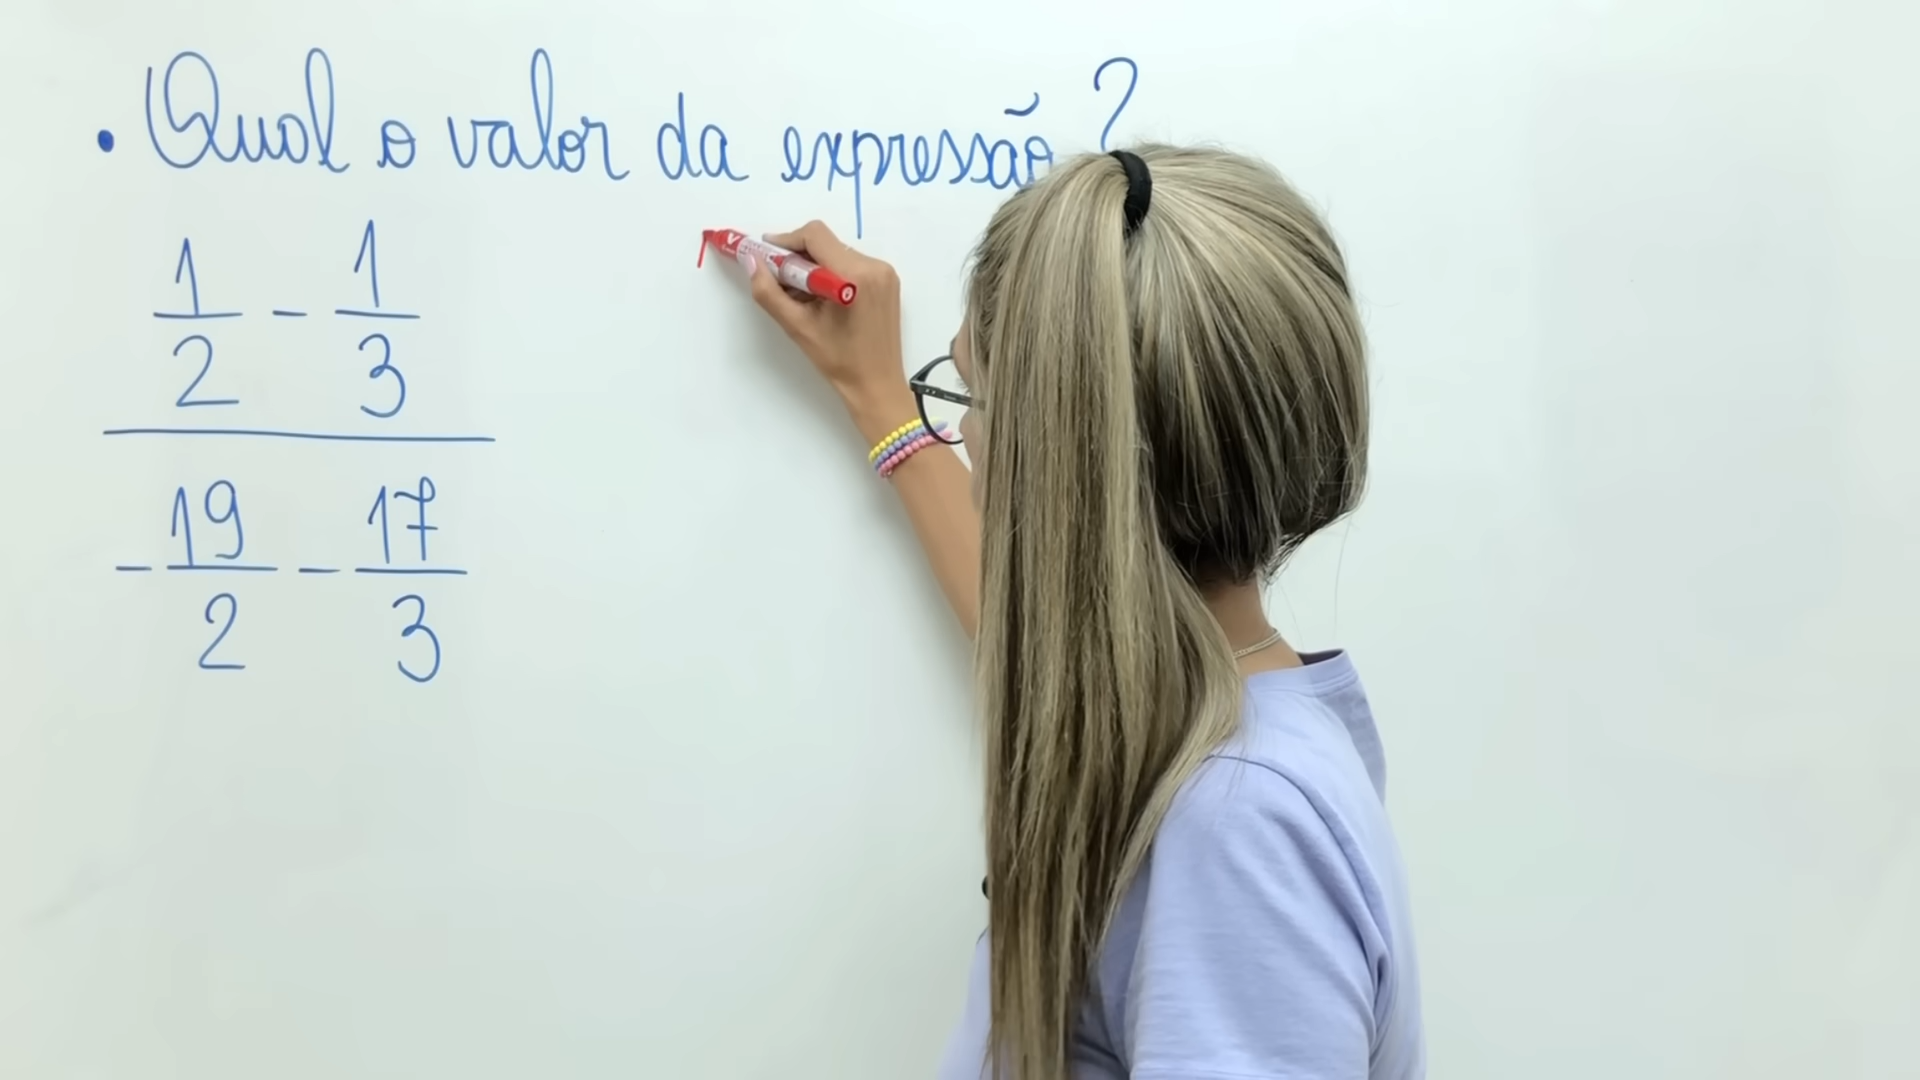 • Qual o valor da expressão?
1/2 - 1/3
- 19/2 - 17/3